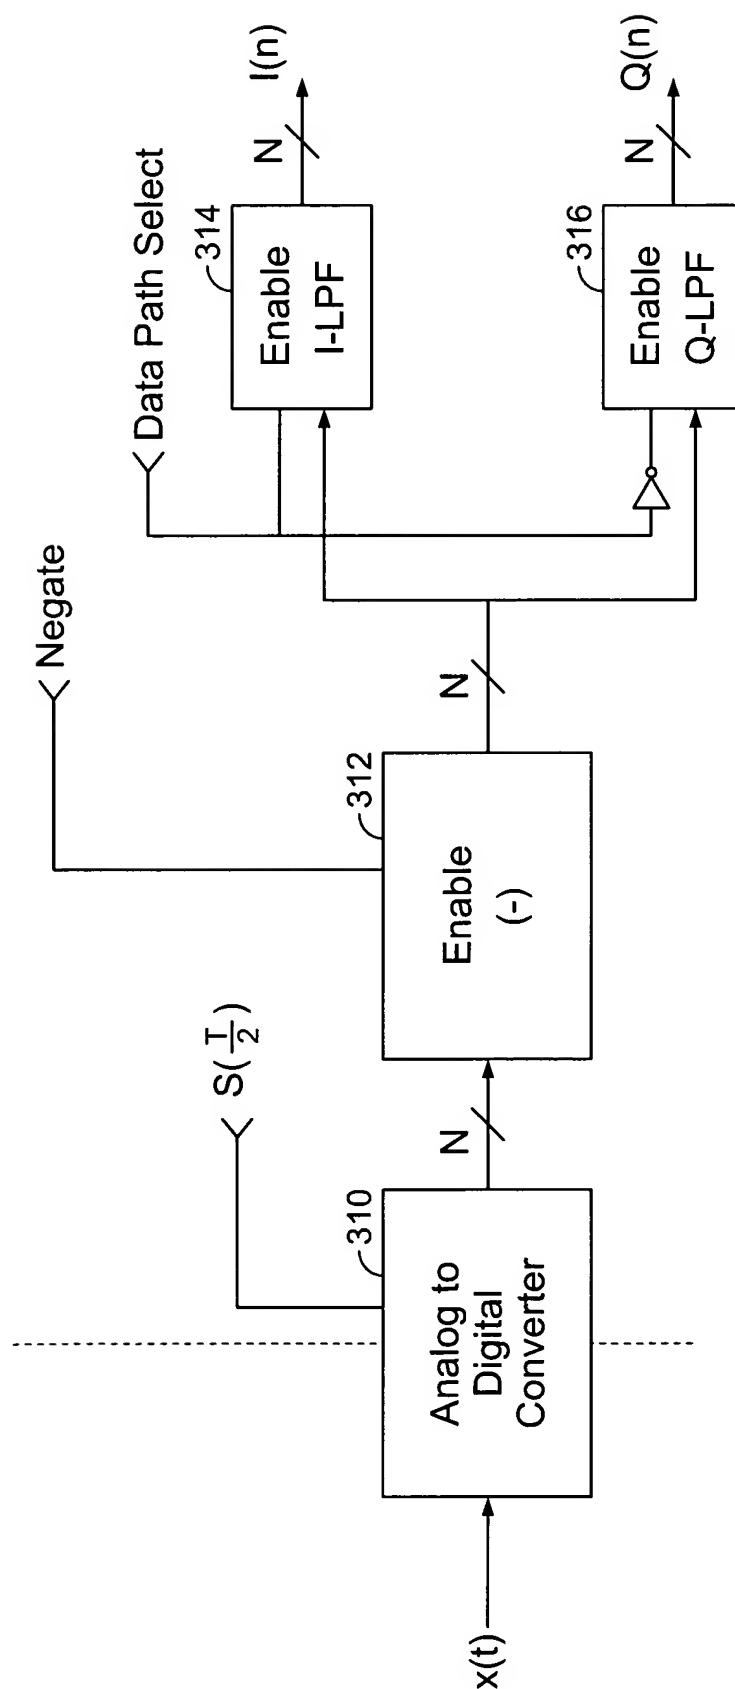 x(t)
Analog to
Digital
Converter
310
S(T/2)
N
Enable
(-)
312
Negate
N
Data Path Select
Enable
I-LPF
314
N
I(n)
Enable
Q-LPF
316
N
Q(n)